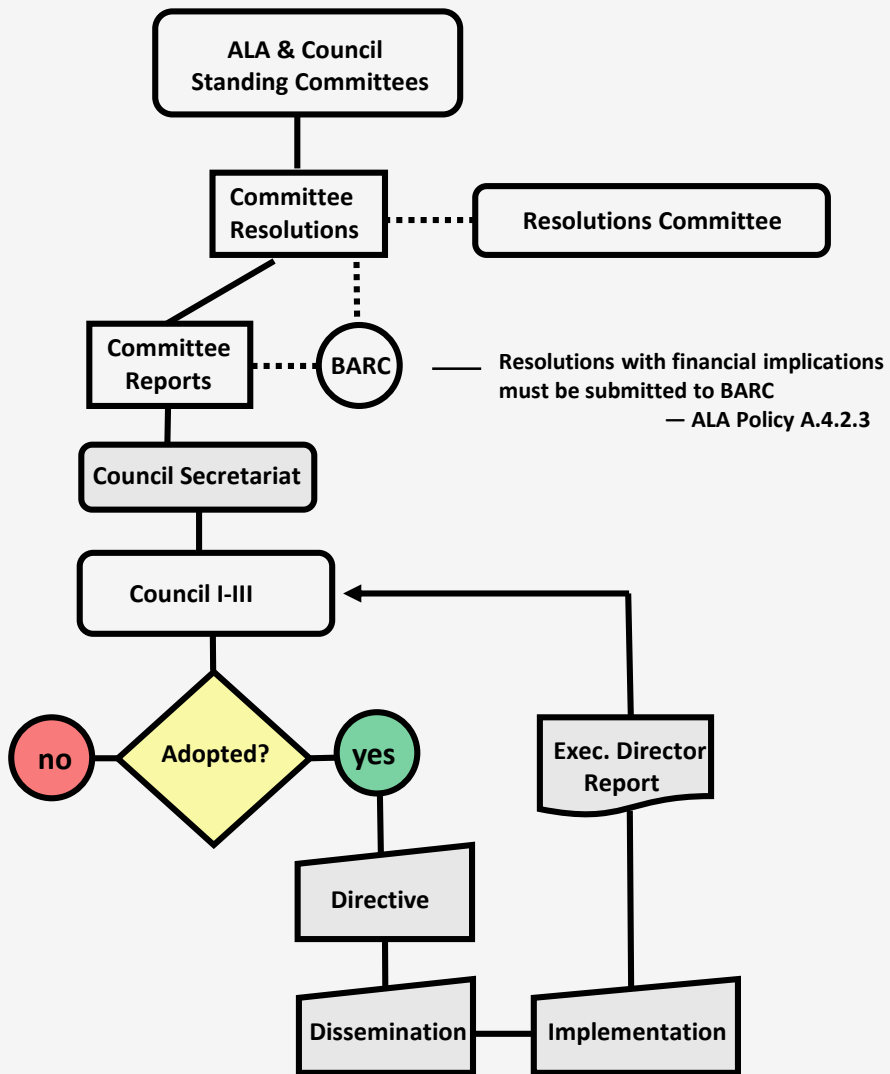 ALA & Council
Standing Committees
Committee
Resolutions
Resolutions Committee
Committee
Reports
BARC
Resolutions with financial implications
must be submitted to BARC
— ALA Policy A.4.2.3
Council Secretariat
Council I-III
no
Adopted?
yes
Exec. Director
Report
Directive
Dissemination
Implementation